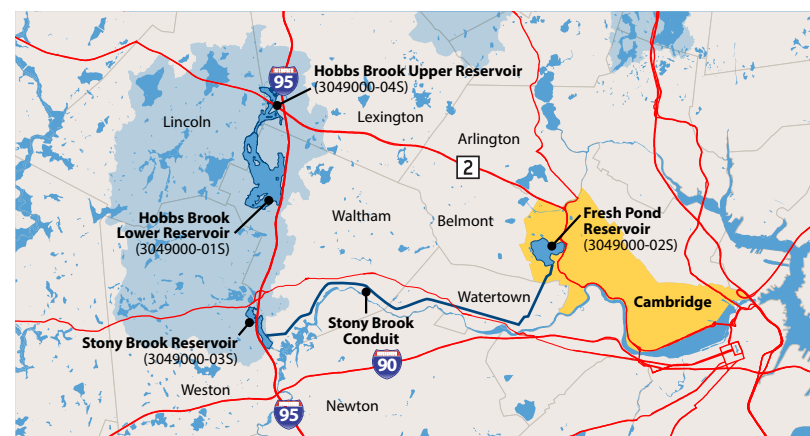 Hobbs Brook Upper Reservoir
(3049000-04S)
95
Lincoln
Lexington
Arlington
2
Hobbs Brook
Lower Reservoir
(3049000-01S)
Waltham
Belmont
Fresh Pond
Reservoir
(3049000-02S)
Watertown
Cambridge
Stony Brook Reservoir
(3049000-03S)
Stony Brook
Conduit
90
Weston
95
Newton